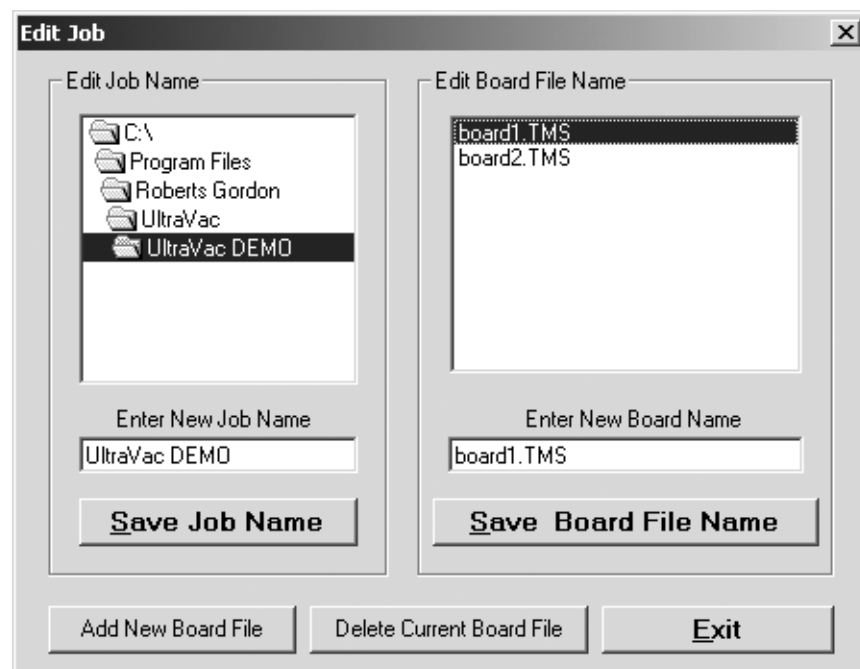 Edit Job
Edit Job Name
C:\
Program Files
Roberts Gordon
UltraVac
UltraVac DEMO
Enter New Job Name
UltraVac DEMO
Save Job Name
Edit Board File Name
board1.TMS
board2.TMS
Enter New Board Name
board1.TMS
Save Board File Name
Add New Board File
Delete Current Board File
Exit